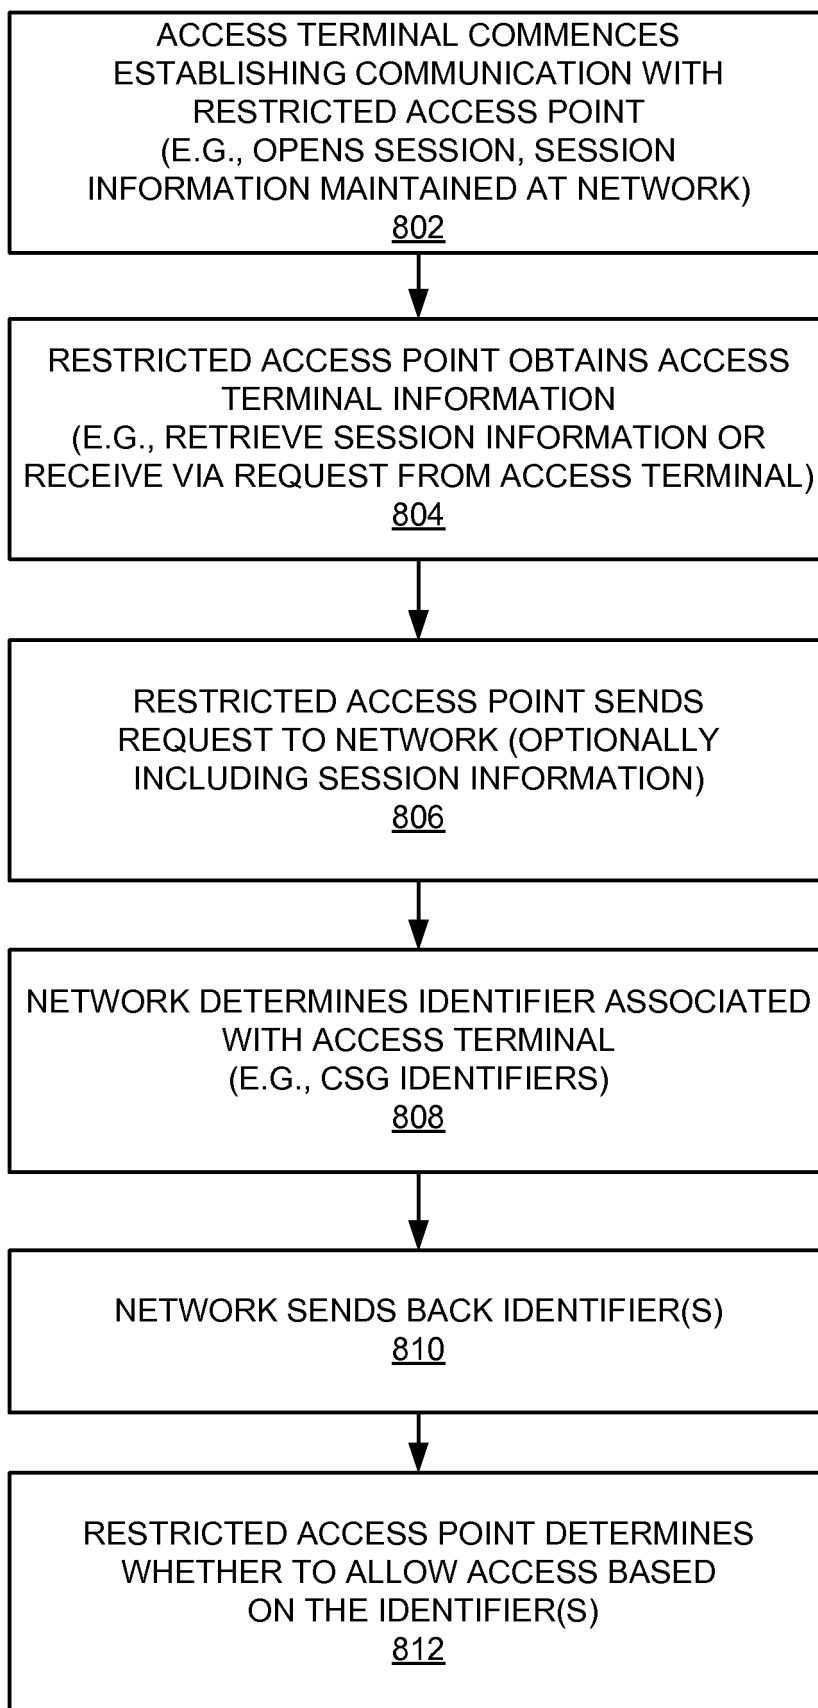 ACCESS TERMINAL COMMENCES
ESTABLISHING COMMUNICATION WITH
RESTRICTED ACCESS POINT
(E.G., OPENS SESSION, SESSION
INFORMATION MAINTAINED AT NETWORK)
802
RESTRICTED ACCESS POINT OBTAINS ACCESS
TERMINAL INFORMATION
(E.G., RETRIEVE SESSION INFORMATION OR
RECEIVE VIA REQUEST FROM ACCESS TERMINAL)
804
RESTRICTED ACCESS POINT SENDS
REQUEST TO NETWORK (OPTIONALLY
INCLUDING SESSION INFORMATION)
806
NETWORK DETERMINES IDENTIFIER ASSOCIATED
WITH ACCESS TERMINAL
(E.G., CSG IDENTIFIERS)
808
NETWORK SENDS BACK IDENTIFIER(S)
810
RESTRICTED ACCESS POINT DETERMINES
WHETHER TO ALLOW ACCESS BASED
ON THE IDENTIFIER(S)
812